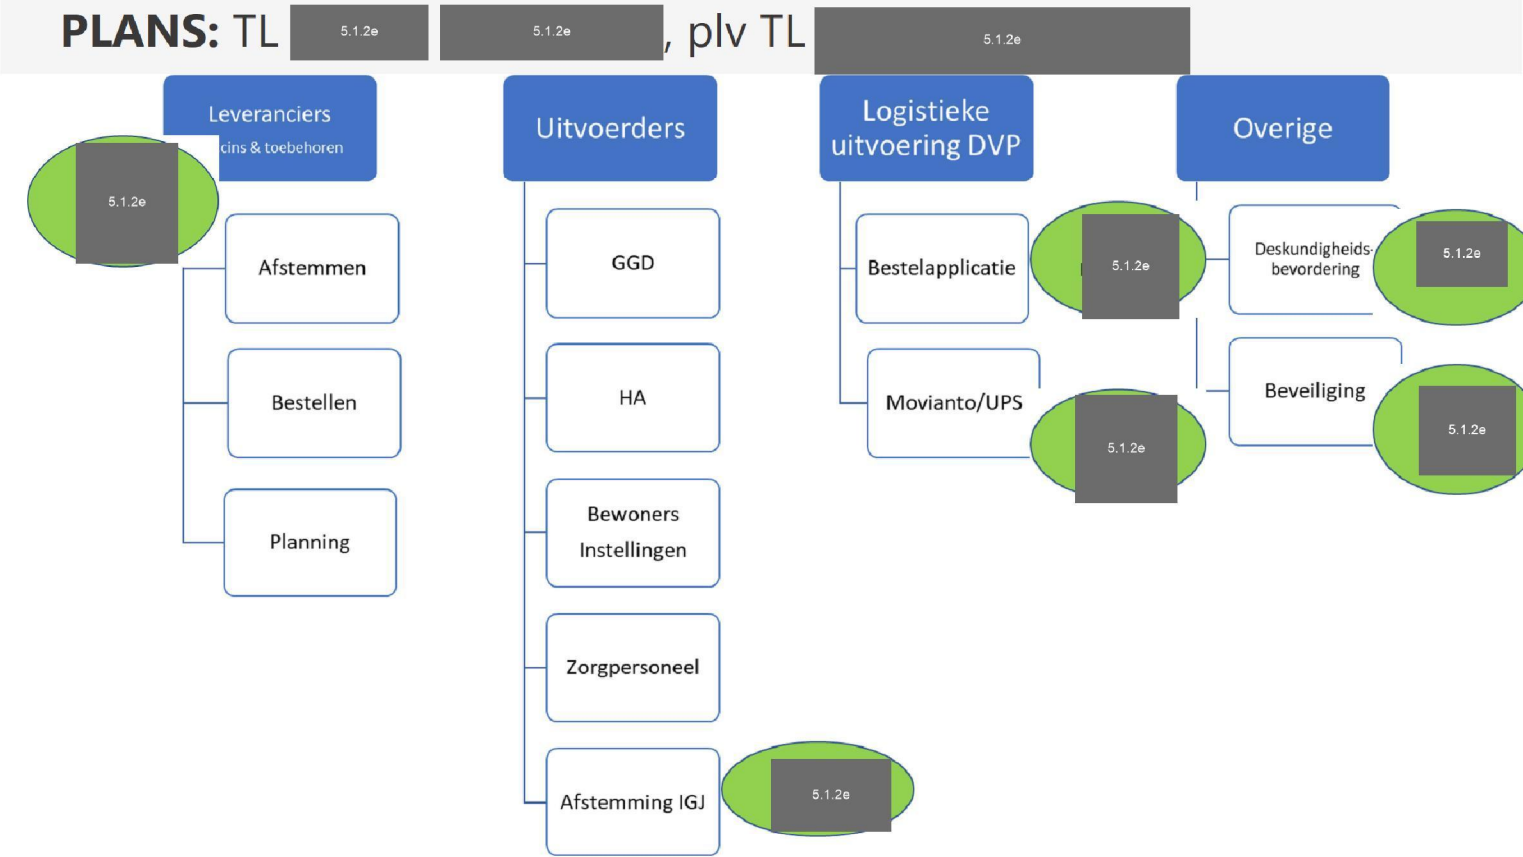 PLANS: TL 5.1.2e 5.1.2e, plv TL 5.1.2e
Leveranciers
cins & toebehoren
5.1.2e
Afstemmen
Bestellen
Planning
Uitvoerders
GGD
HA
Bewoners
Instellingen
Zorgpersoneel
Afstemming IGJ
5.1.2e
Logistieke
uitvoering DVP
Bestelapplicatie
5.1.2e
Movianto/UPS
5.1.2e
Overige
Deskundigheids-
bevordering
5.1.2e
Beveiliging
5.1.2e